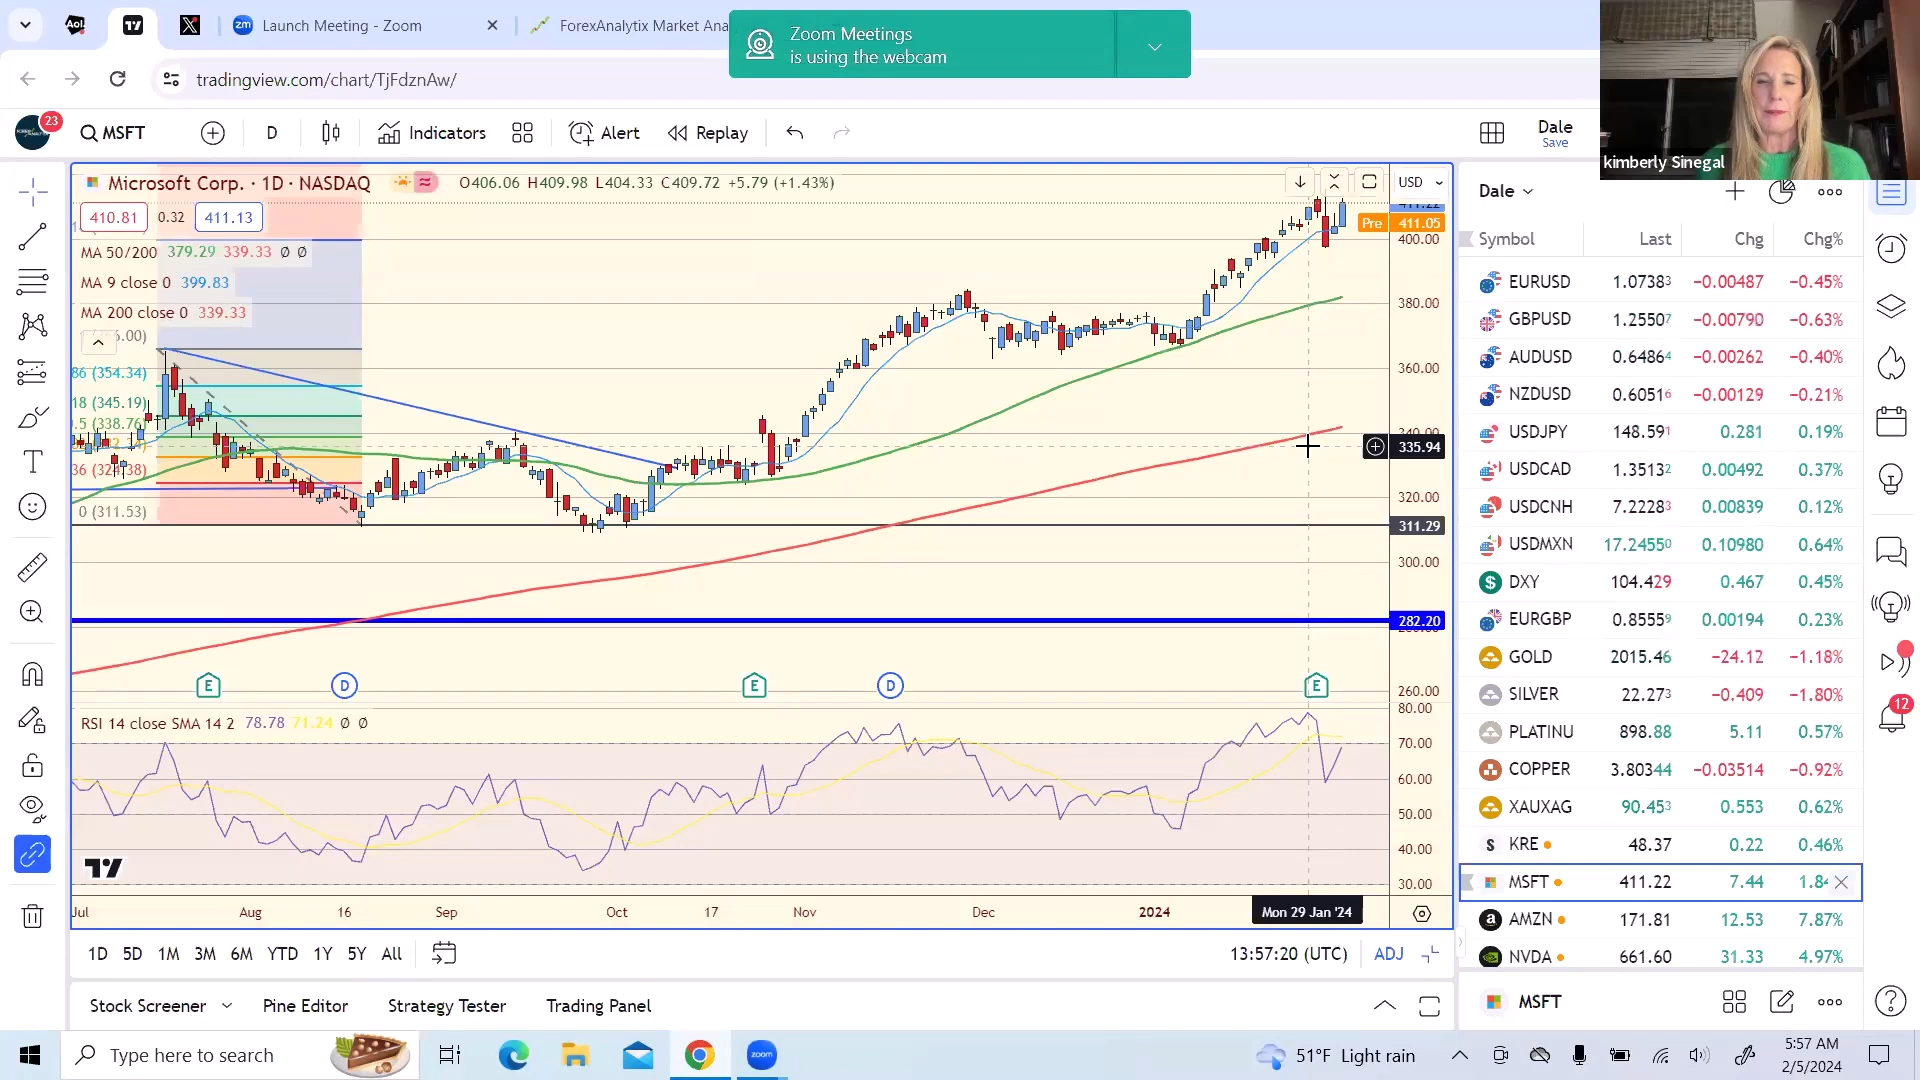 Aol.
zm Launch Meeting - Zoom
ForexAnalytix Market Ana
Zoom Meetings
is using the webcam
tradingview.com/chart/TjFdznAw/
23
MSFT
D
Indicators
Alert
Replay
Dale
Save
kimberly Sinegal
Microsoft Corp. · 1D · NASDAQ
O406.06 H409.98 L404.33 C409.72 +5.79 (+1.43%)
USD
410.81 0.32 411.13
MA 50/200 379.29 339.33 Ø Ø
MA 9 close 0 399.83
MA 200 close 0 339.33
86 (354.34)
18 (345.19)
.5 (338.76)
36 (324.38)
0 (311.53)
411.22
Pre 411.05
400.00
380.00
360.00
340.00
335.94
320.00
311.29
300.00
282.20
260.00
E
D
E
D
E
RSI 14 close SMA 14 2 78.78 71.24 Ø Ø
80.00
70.00
60.00
50.00
40.00
30.00
Jul
Aug
16
Sep
Oct
17
Nov
Dec
2024
Mon 29 Jan '24
1D 5D 1M 3M 6M YTD 1Y 5Y All
13:57:20 (UTC)
ADJ
Stock Screener
Pine Editor
Strategy Tester
Trading Panel
Dale
Symbol Last Chg Chg%
EURUSD 1.07383 −0.00487 −0.45%
GBPUSD 1.25507 −0.00790 −0.63%
AUDUSD 0.64864 −0.00262 −0.40%
NZDUSD 0.60516 −0.00129 −0.21%
USDJPY 148.591 0.281 0.19%
USDCAD 1.35132 0.00492 0.37%
USDCNH 7.22283 0.00839 0.12%
USDMXN 17.24550 0.10980 0.64%
DXY 104.429 0.467 0.45%
EURGBP 0.85559 0.00194 0.23%
GOLD 2015.46 −24.12 −1.18%
SILVER 22.273 −0.409 −1.80%
PLATINU 898.88 5.11 0.57%
COPPER 3.80344 −0.03514 −0.92%
XAUXAG 90.453 0.553 0.62%
KRE 48.37 0.22 0.46%
MSFT 411.22 7.44 1.84
AMZN 171.81 12.53 7.87%
NVDA 661.60 31.33 4.97%
MSFT
12
Type here to search
zoom
51°F Light rain
5:57 AM
2/5/2024